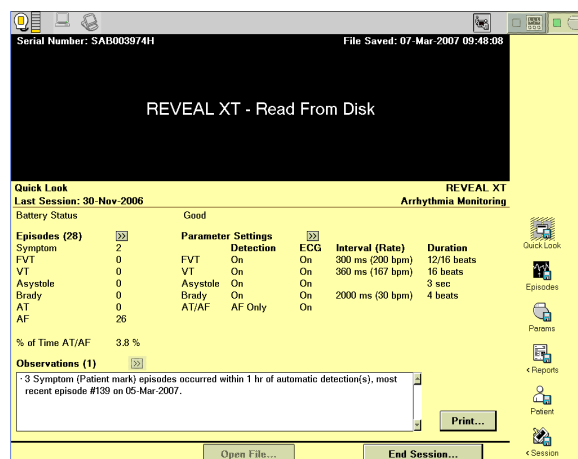 Serial Number: SAB003974H File Saved: 07-Mar-2007 09:48:08
REVEAL XT - Read From Disk
Quick Look REVEAL XT
Last Session: 30-Nov-2006 Arrhythmia Monitoring
Battery Status Good
Episodes (28) >> Parameter Settings >>
Detection ECG Interval (Rate) Duration
Symptom 2
FVT 0 FVT On On 300 ms (200 bpm) 12/16 beats
VT 0 VT On On 360 ms (167 bpm) 16 beats
Asystole 0 Asystole On On 3 sec
Brady 0 Brady On On 2000 ms (30 bpm) 4 beats
AT 0 AT/AF AF Only On
AF 26
% of Time AT/AF 3.8 %
Observations (1) >>
· 3 Symptom (Patient mark) episodes occurred within 1 hr of automatic detection(s), most
recent episode #139 on 05-Mar-2007.
Print...
Open File... End Session...
Quick Look
Episodes
Params
< Reports
Patient
< Session